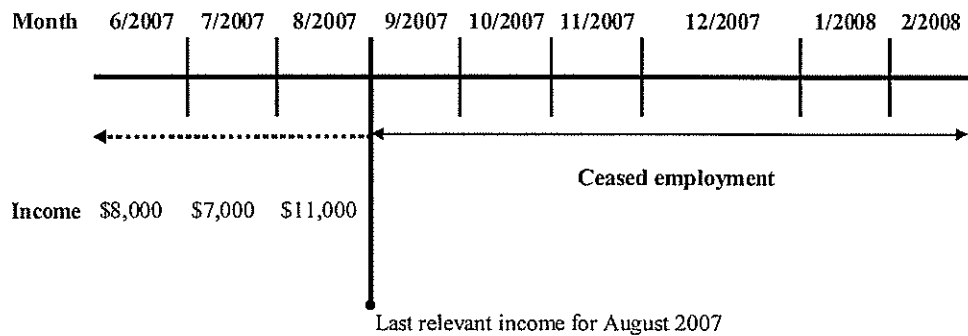 Month 6/2007 7/2007 8/2007 9/2007 10/2007 11/2007 12/2007 1/2008 2/2008
Ceased employment
Income $8,000 $7,000 $11,000
Last relevant income for August 2007